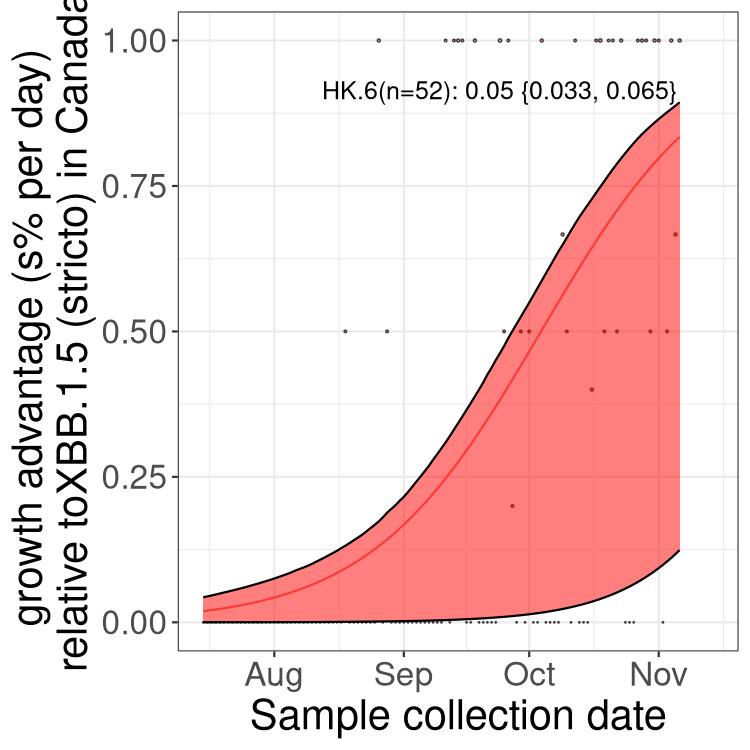 growth advantage (s% per day)
relative toXBB.1.5 (stricto) in Canada
1.00
0.75
0.50
0.25
0.00
HK.6(n=52): 0.05 {0.033, 0.065}
Aug Sep Oct Nov
Sample collection date